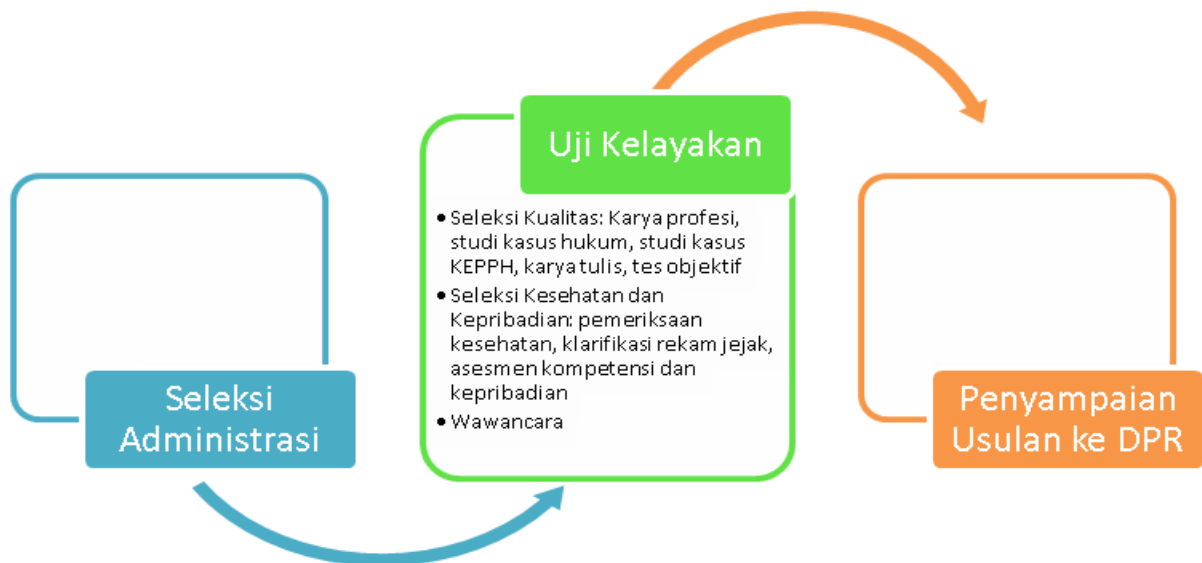 Seleksi
Administrasi
Uji Kelayakan
• Seleksi Kualitas: Karya profesi,
studi kasus hukum, studi kasus
KEPPH, karya tulis, tes objektif
• Seleksi Kesehatan dan
Kepribadian: pemeriksaan
kesehatan, klarifikasi rekam jejak,
asesmen kompetensi dan
kepribadian
• Wawancara
Penyampaian
Usulan ke DPR